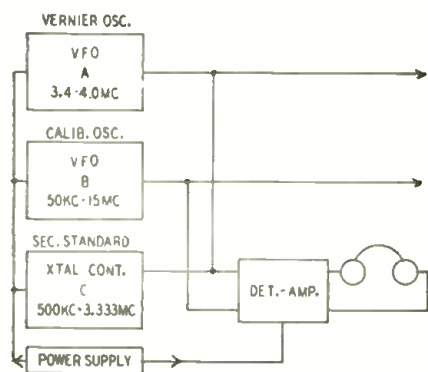 VERNIER OSC.
VFO
A
3.4-4.0MC
CALIB. OSC.
VFO
B
50KC-15MC
SEC. STANDARD
XTAL CONT.
C
500KC-3.333MC
DET.-AMP.
POWER SUPPLY